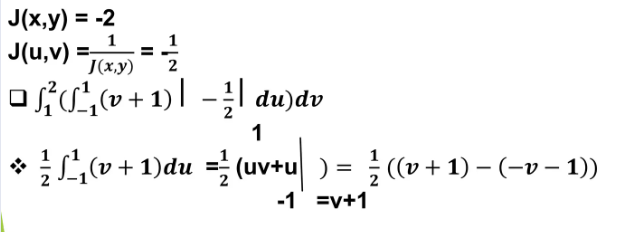 J(x,y) = -2
J(u,v) = 1/J(x,y) = -1/2
❑ ∫₁²(∫₋₁¹(v + 1)| −1/2| du)dv
1
❖ 1/2 ∫₋₁¹(v + 1)du = 1/2 (uv+u| ) = 1/2 ((v + 1) − (−v − 1))
-1 =v+1